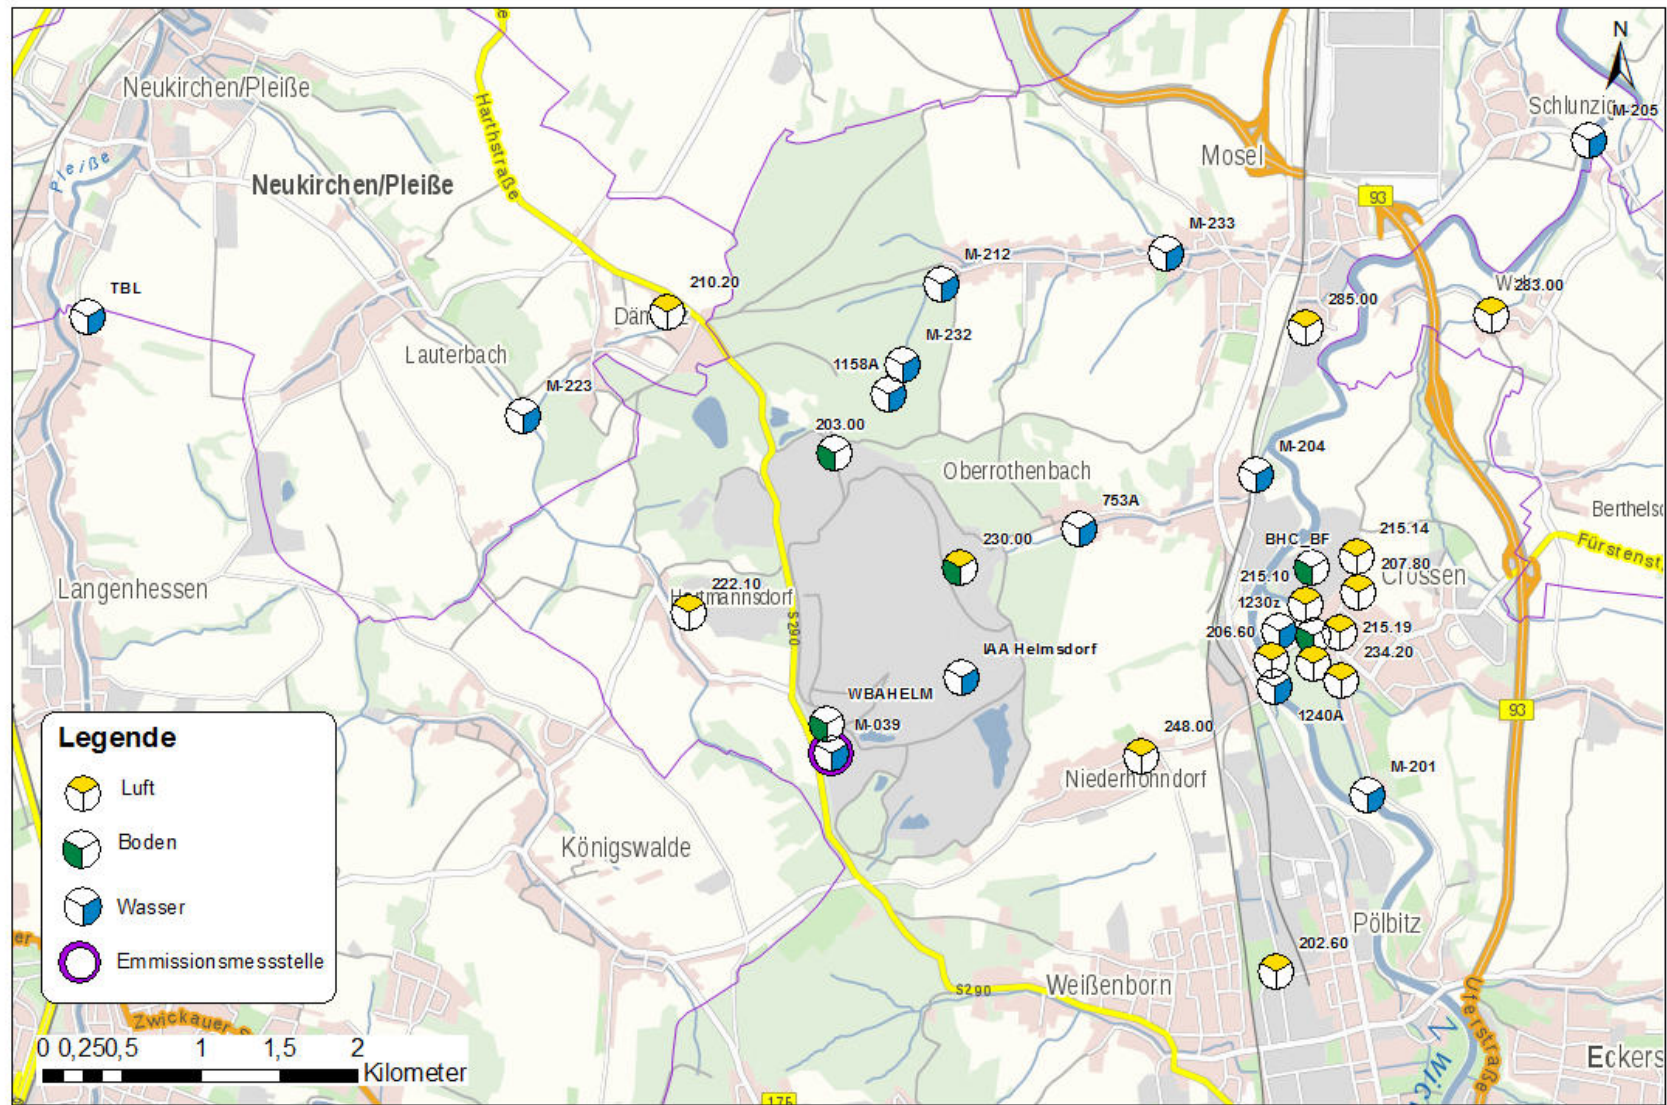 N
Neukirchen/Pleiße
Harthstraße
Schlunzig
M-205
Mosel
Pleiße
Neukirchen/Pleiße
93
M-233
M-212
TBL
210.20
285.00
283.00
M-232
Lauterbach
1158A
M-223
203.00
M-204
Oberrothenbach
753A
215.14
230.00
BHC_BF
207.80
Fürstenst.
Crossen
215.10
Langenhessen
222.10
Hartmannsdorf
S290
1230z
206.60
215.19
IAA Helmsdorf
234.20
WBAHELM
M-039
1240A
93
248.00
Niederhohndorf
M-201
Königswalde
Pölbitz
202.60
Weißenborn
S290
Uferstraße
Zwickauer
Eckers
175
Legende
Luft
Boden
Wasser
Emmissionsmessstelle
0 0,25 0,5 1 1,5 2
Kilometer